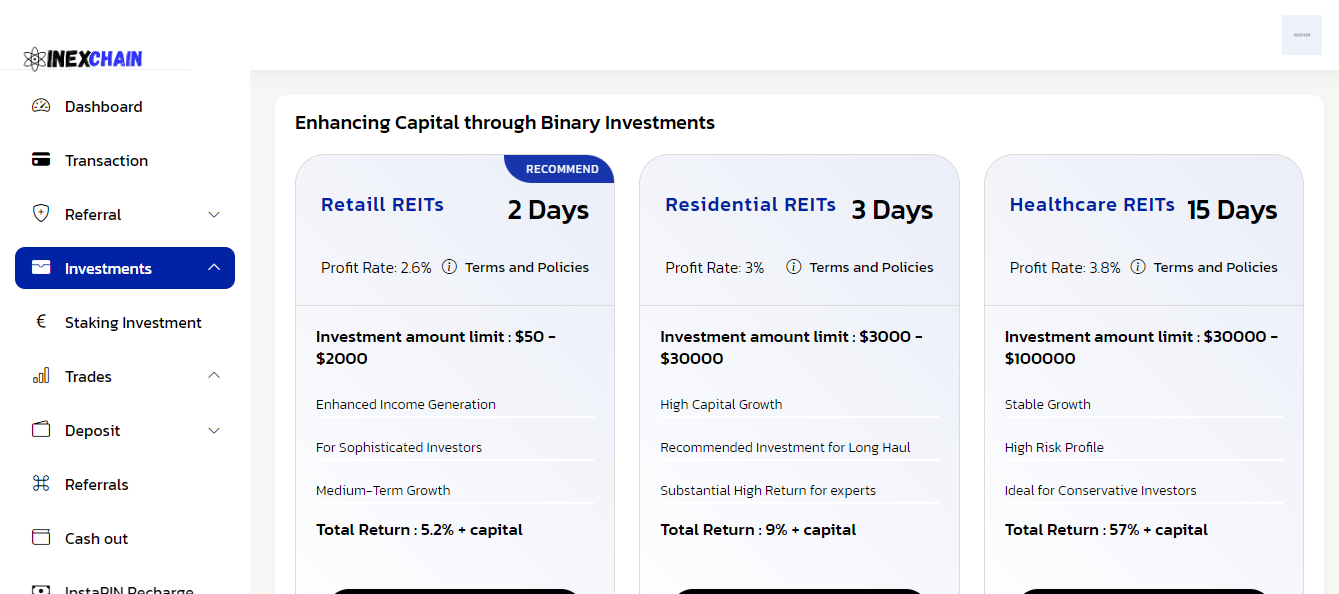 INEXCHAIN
Dashboard
Transaction
Referral
Investments
Staking Investment
Trades
Deposit
Referrals
Cash out
InstaPIN Recharge
Enhancing Capital through Binary Investments
RECOMMEND
Retaill REITs
2 Days
Profit Rate: 2.6%
Terms and Policies
Investment amount limit : $50 -
$2000
Enhanced Income Generation
For Sophisticated Investors
Medium-Term Growth
Total Return : 5.2% + capital
Residential REITs
3 Days
Profit Rate: 3%
Terms and Policies
Investment amount limit : $3000 -
$30000
High Capital Growth
Recommended Investment for Long Haul
Substantial High Return for experts
Total Return : 9% + capital
Healthcare REITs
15 Days
Profit Rate: 3.8%
Terms and Policies
Investment amount limit : $30000 -
$100000
Stable Growth
High Risk Profile
Ideal for Conservative Investors
Total Return : 57% + capital